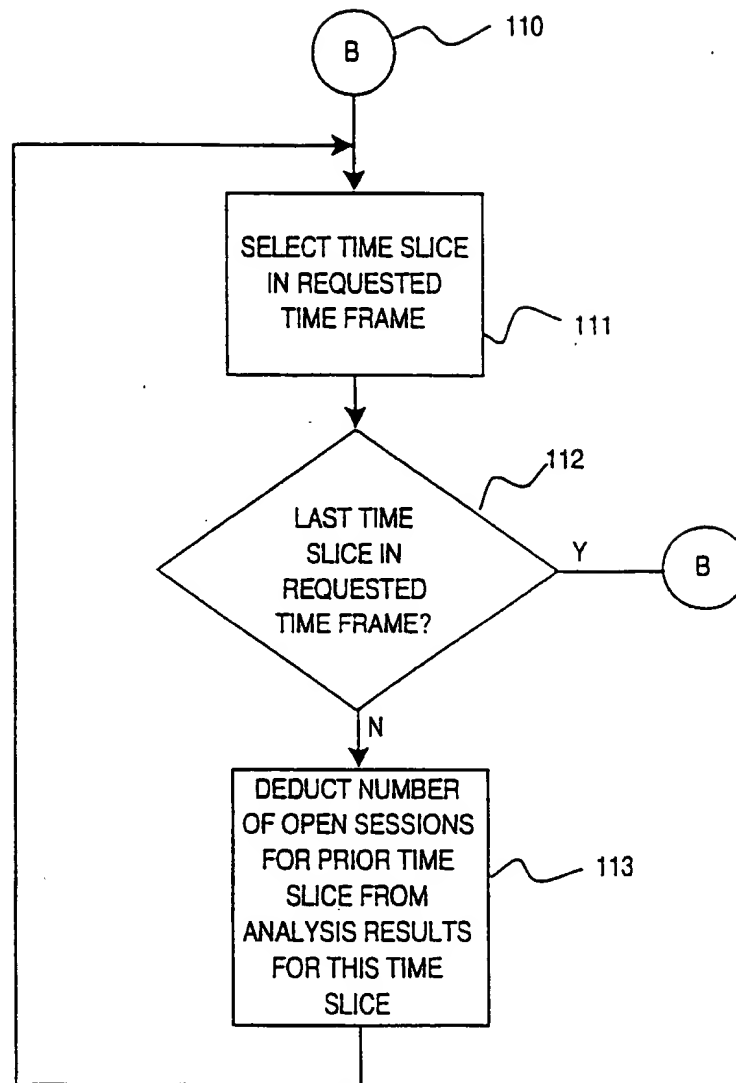 B
110
SELECT TIME SLICE
IN REQUESTED
TIME FRAME
111
112
LAST TIME
SLICE IN
REQUESTED
TIME FRAME?
Y
B
N
DEDUCT NUMBER
OF OPEN SESSIONS
FOR PRIOR TIME
SLICE FROM
ANALYSIS RESULTS
FOR THIS TIME
SLICE
113